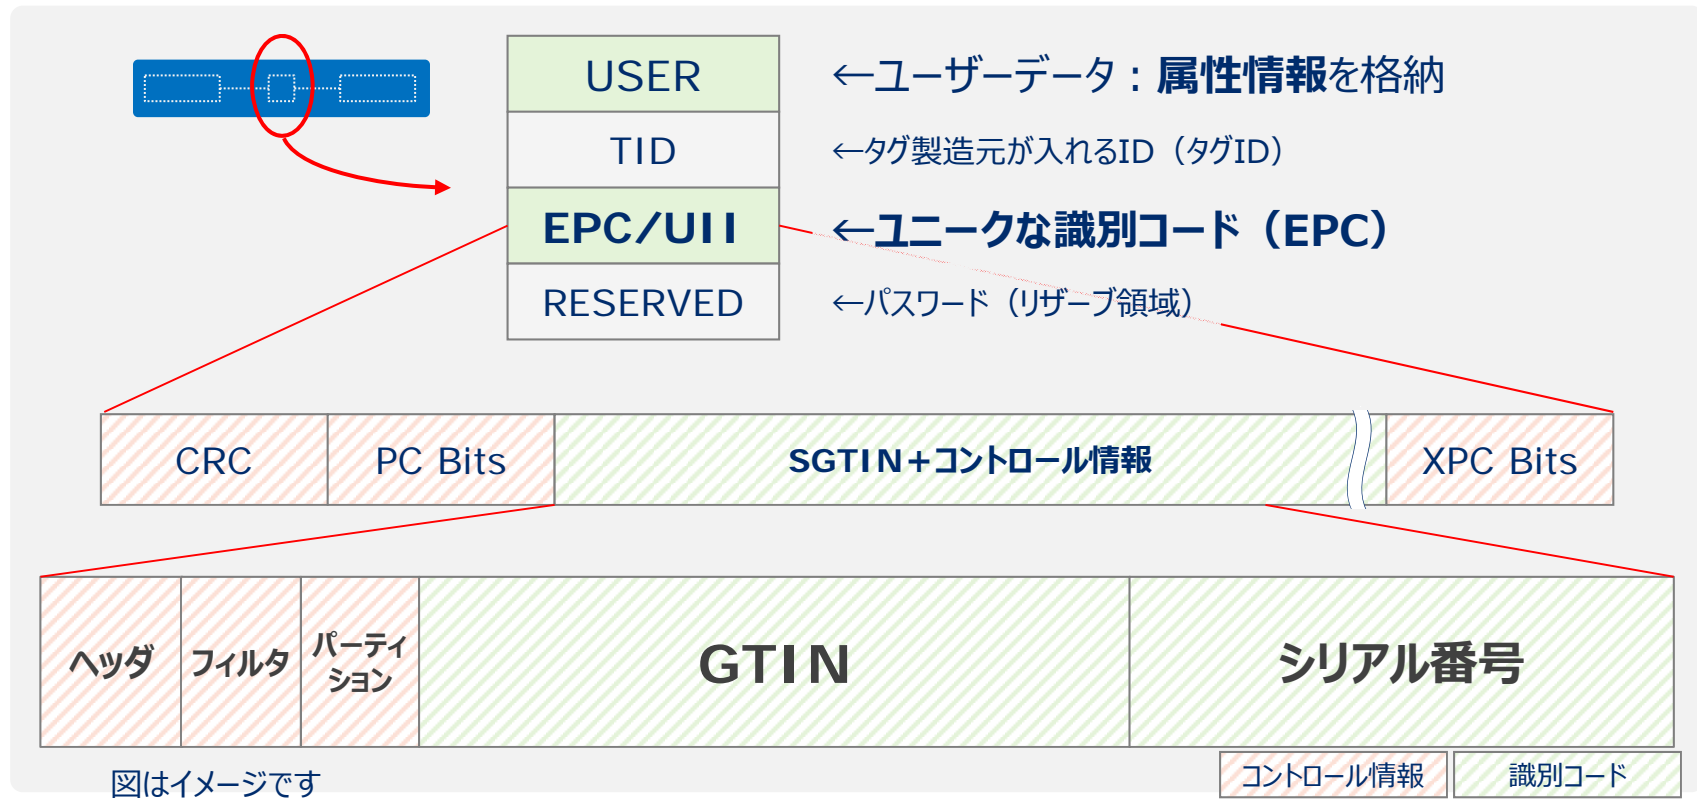 USER
←ユーザーデータ：属性情報を格納
TID
←タグ製造元が入れるID（タグID）
EPC/UII
←ユニークな識別コード（EPC）
RESERVED
←パスワード（リザーブ領域）
CRC
PC Bits
SGTIN+コントロール情報
XPC Bits
ヘッダ
フィルタ
パーティ
ション
GTIN
シリアル番号
図はイメージです
コントロール情報
識別コード